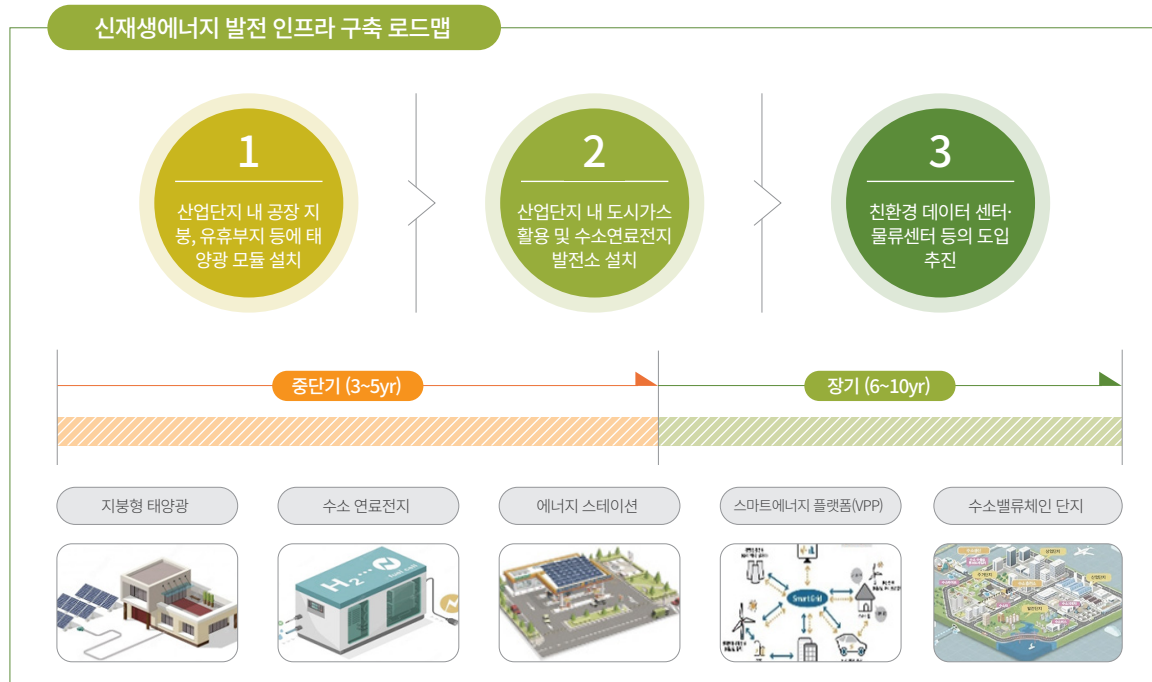 신재생에너지 발전 인프라 구축 로드맵
1
산업단지 내 공장 지
붕, 유휴부지 등에 태
양광 모듈 설치
2
산업단지 내 도시가스
활용 및 수소연료전지
발전소 설치
3
친환경 데이터 센터·
물류센터 등의 도입
추진
중단기 (3~5yr)
장기 (6~10yr)
지붕형 태양광
수소 연료전지
에너지 스테이션
스마트에너지 플랫폼(VPP)
수소밸류체인 단지
H2
Smart Grid